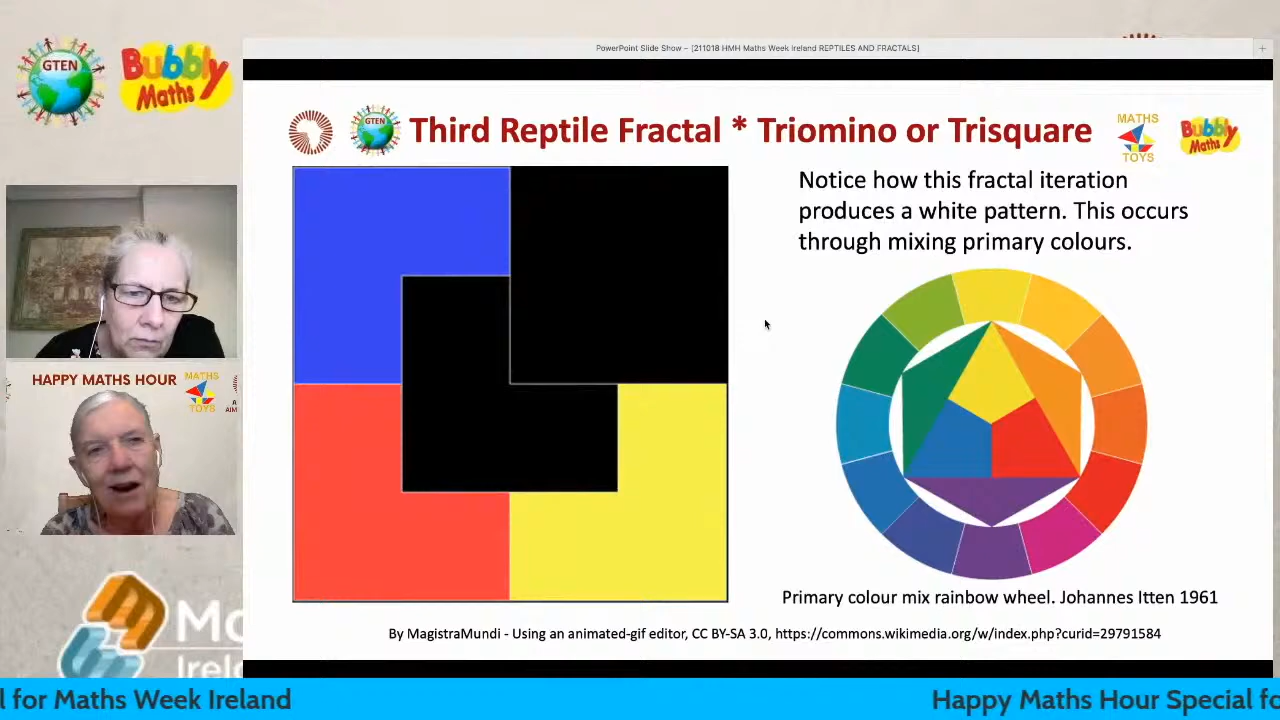 PowerPoint Slide Show – [211018 HMH Maths Week Ireland REPTILES AND FRACTALS]
GTEN
Bubbly
Maths
GTEN
Third Reptile Fractal * Triomino or Trisquare
MATHS
TOYS
Bubbly
Maths
Notice how this fractal iteration
produces a white pattern. This occurs
through mixing primary colours.
HAPPY MATHS HOUR
MATHS
TOYS
A
AIM
Primary colour mix rainbow wheel. Johannes Itten 1961
By MagistraMundi - Using an animated-gif editor, CC BY-SA 3.0, https://commons.wikimedia.org/w/index.php?curid=29791584
l for Maths Week Ireland
Happy Maths Hour Special fo